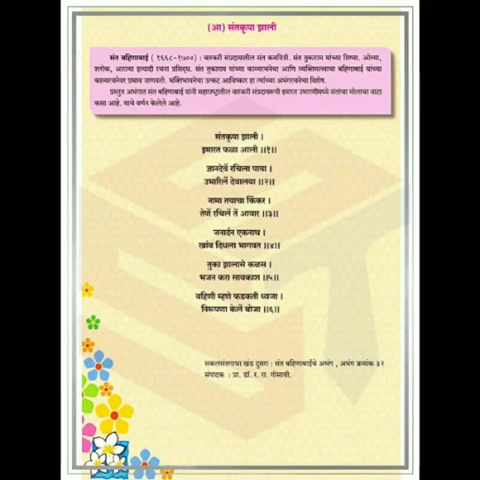 (आ) संतकृपा झाली
संत बहिणाबाई (१६६८-१७००) : वारकरी संप्रदायातील संत कवयित्री. संत तुकाराम यांच्या शिष्या. ओव्या,
श्लोक, आरत्या इत्यादी रचना प्रसिद्ध. संत तुकाराम यांच्या काव्यरचनेचा आणि व्यक्तिमत्त्वाचा बहिणाबाई यांच्या
काव्यरचनेवर प्रभाव जाणवतो. भक्तिभावनेचा उत्कट आविष्कार हा त्यांच्या अभंगरचनेचा विशेष.
प्रस्तुत अभंगात संत बहिणाबाई यांनी महाराष्ट्रातील वारकरी संप्रदायरूपी इमारत उभारणीमध्ये संतांचा मोलाचा वाटा
कसा आहे, याचे वर्णन केलेले आहे.
संतकृपा झाली ।
इमारत फळा आली ॥१॥
ज्ञानदेवें रचिला पाया ।
उभारिलें देवालया ॥२॥
नामा तयाचा किंकर ।
तेणें रचिलें तें आवार ॥३॥
जनार्दन एकनाथ ।
खांब दिधला भागवत ॥४॥
तुका झालासे कळस ।
भजन करा सावकाश ॥५॥
बहिणी म्हणे फडकती ध्वजा ।
निरूपणा केलें बोजा ॥६॥
सकलसंतगाथा खंड दुसरा : संत बहिणाबाईंचे अभंग , अभंग क्रमांक ३२
संपादक : प्रा. डॉ. र. रा. गोसावी.